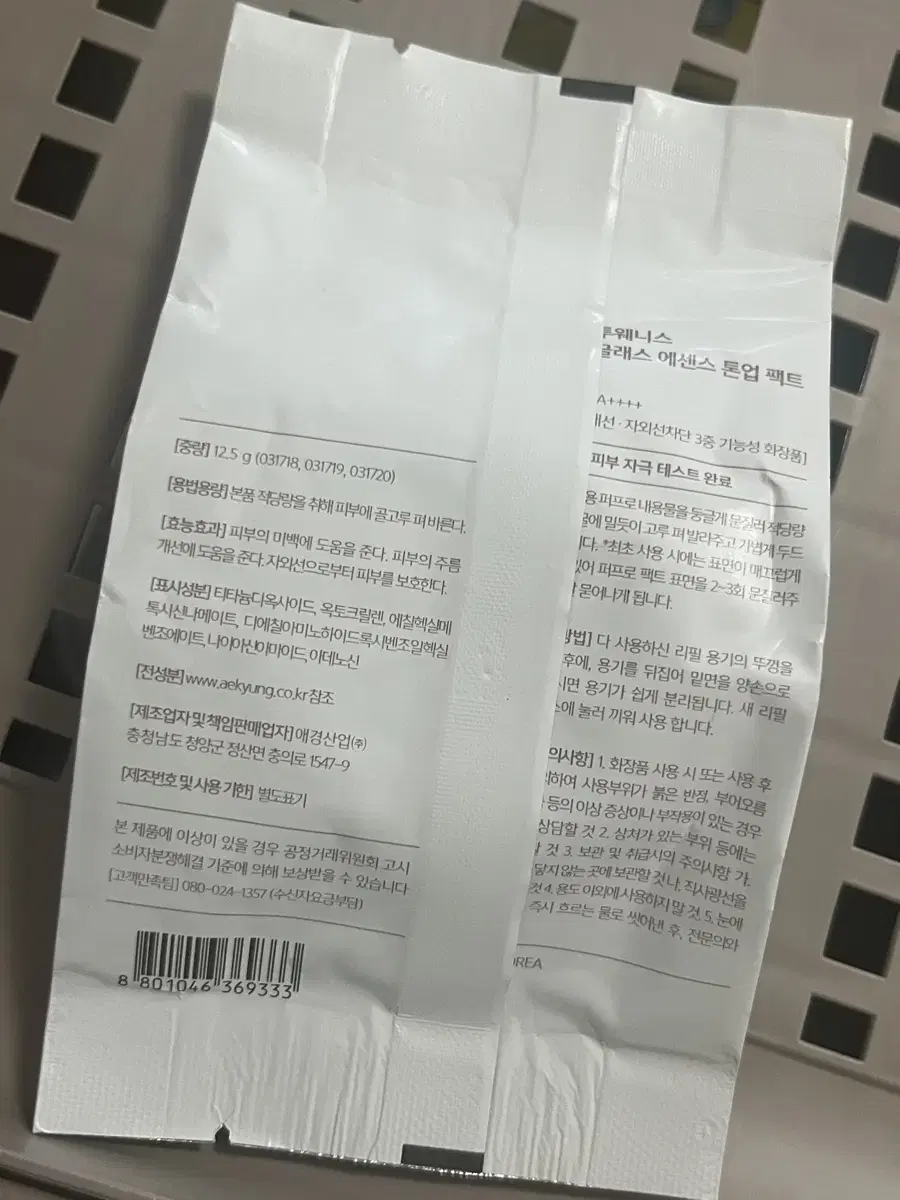 [중량] 12.5 g (031718, 031719, 031720)
[용법용량] 본품 적당량을 취해 피부에 골고루 펴 바른다.
[효능효과] 피부의 미백에 도움을 준다. 피부의 주름
개선에 도움을 준다. 자외선으로부터 피부를 보호한다.
[표시성분] 티타늄디옥사이드, 옥토크릴렌, 에칠헥실메
톡시신나메이트, 디에칠아미노하이드록시벤조일헥실
벤조에이트, 나이아신아마이드, 아데노신
[전성분] www.aekyung.co.kr 참조
[제조업자 및 책임판매업자] 애경산업(주)
충청남도 청양군 정산면 충의로 1547-9
[제조번호 및 사용 기한] 별도표기
본 제품에 이상이 있을 경우 공정거래위원회 고시
소비자분쟁해결 기준에 의해 보상받을 수 있습니다
[고객만족팀] 080-024-1357 (수신자요금부담)
8 801046 369333
투웨니스
글래스 에센스 톤업 팩트
A++++
개선 · 자외선차단 3중 기능성 화장품]
피부 자극 테스트 완료
용 퍼프로 내용물을 둥글게 문질러 적당량
물에 밀듯이 고루 펴 발라주고 가볍게 두드
다. *최초 사용 시에는 표면이 매끄럽게
있어 퍼프로 팩트 표면을 2~3회 문질러주
묻어나게 됩니다.
방법] 다 사용하신 리필 용기의 뚜껑을
후에, 용기를 뒤집어 밑면을 양손으로
시면 용기가 쉽게 분리됩니다. 새 리필
스에 눌러 끼워 사용 합니다.
의사항] 1. 화장품 사용 시 또는 사용 후
의하여 사용부위가 붉은 반점, 부어오름
등의 이상 증상이나 부작용이 있는 경우
상담할 것 2. 상처가 있는 부위 등에는
것 3. 보관 및 취급시의 주의사항 가.
닿지 않는 곳에 보관할 것 나. 직사광선을
것 4. 용도 이외에 사용하지 말 것. 5. 눈에
즉시 흐르는 물로 씻어낸 후, 전문의와
OREA